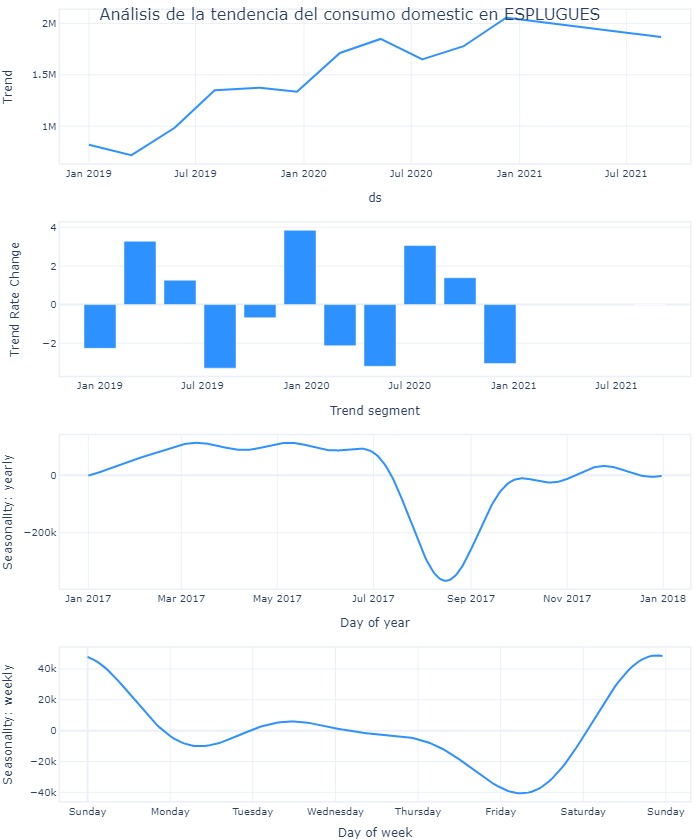 Análisis de la tendencia del consumo domestic en ESPLUGUES
2M
1.5M
1M
Trend
Jan 2019 Jul 2019 Jan 2020 Jul 2020 Jan 2021 Jul 2021
ds
4
2
0
−2
Trend Rate Change
Jan 2019 Jul 2019 Jan 2020 Jul 2020 Jan 2021 Jul 2021
Trend segment
0
−200k
Seasonality: yearly
Jan 2017 Mar 2017 May 2017 Jul 2017 Sep 2017 Nov 2017 Jan 2018
Day of year
40k
20k
0
−20k
−40k
Seasonality: weekly
Sunday Monday Tuesday Wednesday Thursday Friday Saturday Sunday
Day of week